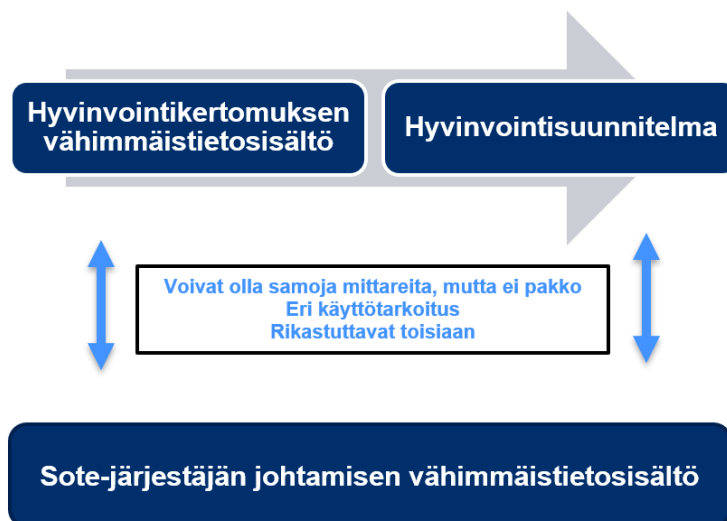 Hyvinvointikertomuksen
vähimmäistietosisältö
Hyvinvointisuunnitelma
Voivat olla samoja mittareita, mutta ei pakko
Eri käyttötarkoitus
Rikastuttavat toisiaan
Sote-järjestäjän johtamisen vähimmäistietosisältö